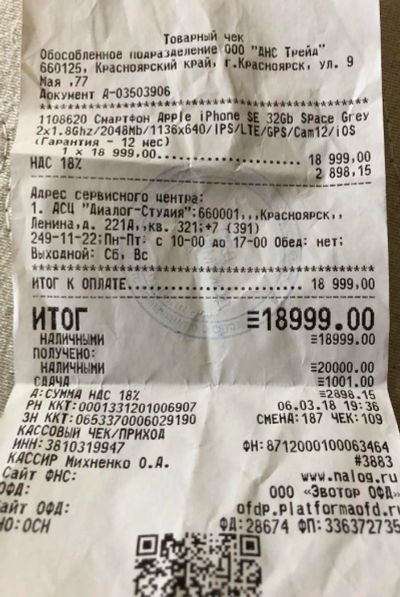 Товарный чек
Обособленное подразделение ООО "ДНС Трейд"
660125, Красноярский край, г.Красноярск, ул. 9
Мая ,77
Документ А-03503906
****************************************
1108620 Смартфон Apple iPhone SE 32Gb Space Grey
2x1.8Ghz/2048Mb/1136x640/IPS/LTE/GPS/Cam12/iOS
(Гарантия - 12 мес)
1 x 18 999,00..................... 18 999,00
НДС 18% 2 898,15
Адрес сервисного центра:
1. АСЦ "Диалог-Студия":660001,,,Красноярск,,
Ленина,д. 221А,,кв. 321;+7 (391)
249-11-22;Пн-Пт: с 10-00 до 17-00 Обед: нет;
Выходной: Сб, Вс
****************************************
ИТОГ К ОПЛАТЕ..................... 18 999,00
****************************************
ИТОГ ≡18999.00
НАЛИЧНЫМИ ≡18999.00
ПОЛУЧЕНО:
НАЛИЧНЫМИ ≡20000.00
СДАЧА ≡1001.00
А:СУММА НДС 18% ≡2898.15
РН ККТ:0001331201006907 06.03.18 19:36
ЗН ККТ:0653370006029190 СМЕНА:187 ЧЕК:109
КАССОВЫЙ ЧЕК/ПРИХОД
ИНН:3810319947 ФН:8712000100063464
КАССИР Михненко О.А. #3883
Сайт ФНС: www.nalog.ru
ОФД: ООО «Эвотор ОФД»
Сайт ОФД: ofdp.platformaofd.ru
НО:ОСН ФД:28674 ФП:336372735